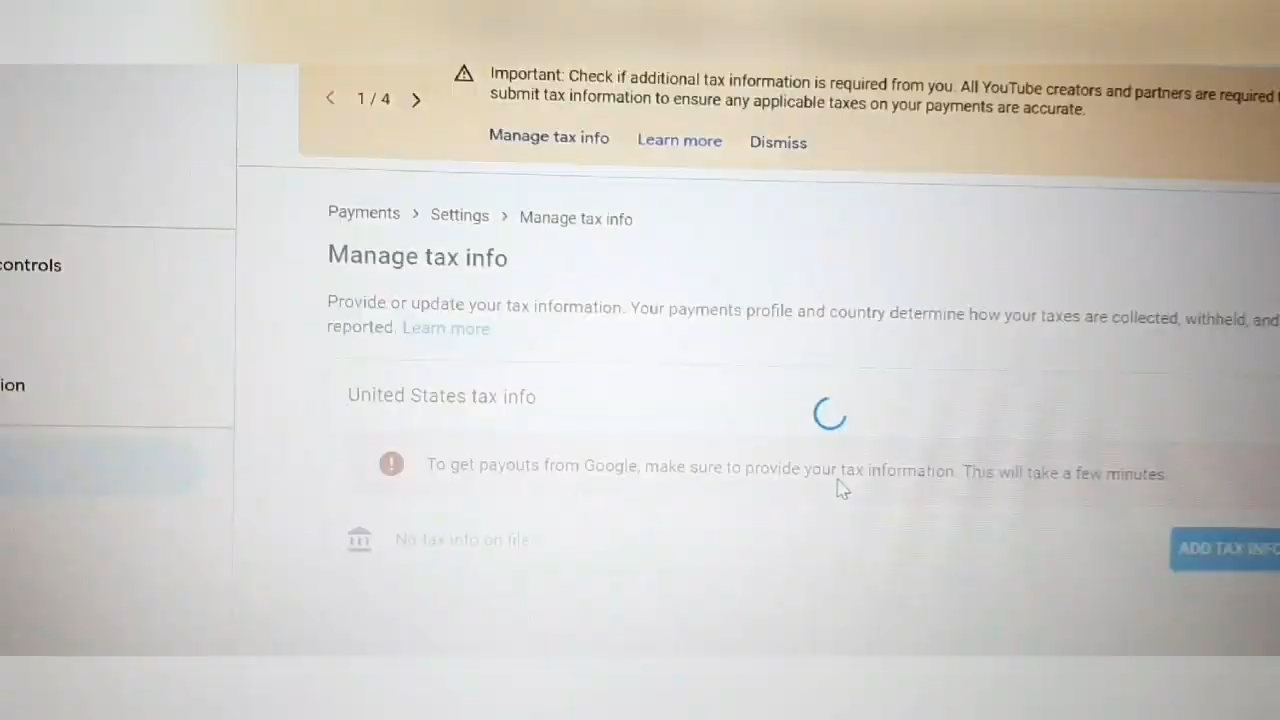 Important: Check if additional tax information is required from you. All YouTube creators and partners are required
1 / 4
submit tax information to ensure any applicable taxes on your payments are accurate.
Manage tax info Learn more Dismiss
Payments > Settings > Manage tax info
Manage tax info
controls
Provide or update your tax information. Your payments profile and country determine how your taxes are collected, withheld, and
reported. Learn more
ion
United States tax info
To get payouts from Google, make sure to provide your tax information. This will take a few minutes.
No tax info on file
ADD TAX INFO